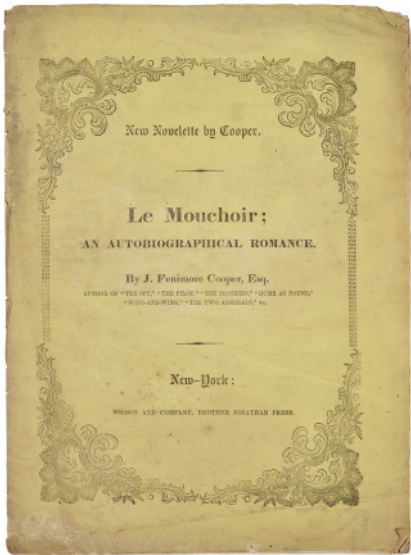 New Novelette by Cooper.
Le Mouchoir;
AN AUTOBIOGRAPHICAL ROMANCE.
By J. Fenimore Cooper, Esq.
AUTHOR OF "THE SPY," "THE PILOT," "THE PIONEERS," "HOME AS FOUND,"
"WING-AND-WING," "THE TWO ADMIRALS," &c.
New-York:
WILSON AND COMPANY, BROTHER JONATHAN PRESS.